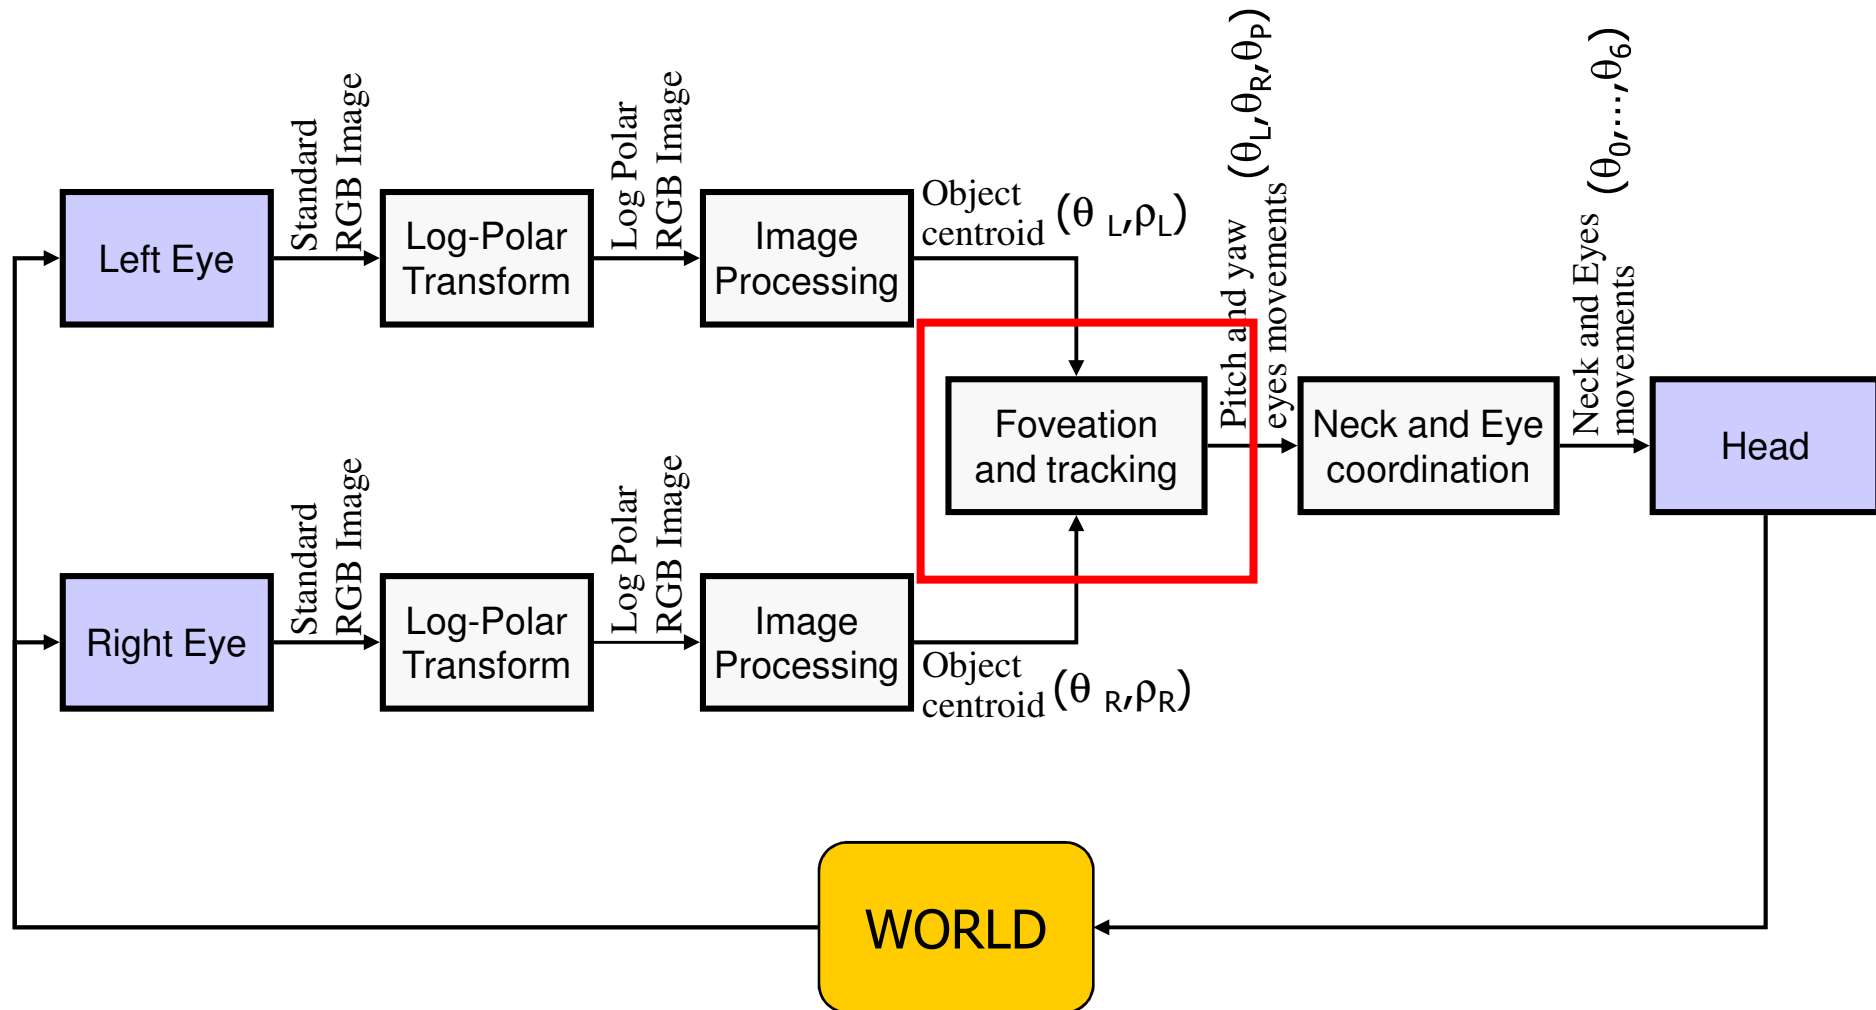 Left Eye
Standard
RGB Image
Log-Polar
Transform
Log Polar
RGB Image
Image
Processing
Object
centroid (θ L,ρL)
Right Eye
Standard
RGB Image
Log-Polar
Transform
Log Polar
RGB Image
Image
Processing
Object
centroid (θ R,ρR)
Foveation
and tracking
Pitch and yaw
eyes movements (θL,θR,θP)
Neck and Eye
coordination
Neck and Eyes
movements (θ0,...,θ6)
Head
WORLD